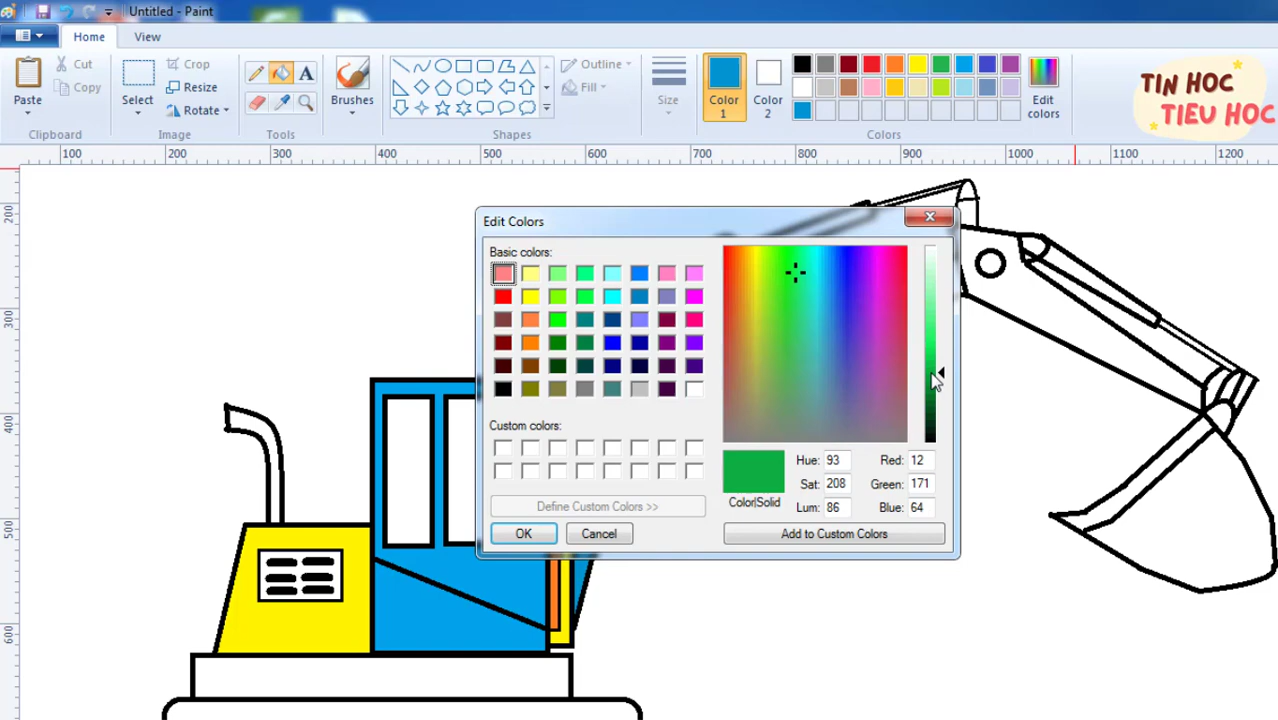 Untitled - Paint
Home View
Paste
Cut
Copy
Clipboard
Select
Crop
Resize
Rotate
Image
A
Tools
Brushes
Outline
Fill
Shapes
Size
Color 1
Color 2
Edit colors
Colors
TIN HOC
TIEU HOC
100 200 300 400 500 600 700 800 900 1000 1100 1200
200
300
400
500
600
Edit Colors
Basic colors:
Custom colors:
Define Custom Colors >>
OK Cancel
Color|Solid
Hue: 93 Red: 12
Sat: 208 Green: 171
Lum: 86 Blue: 64
Add to Custom Colors